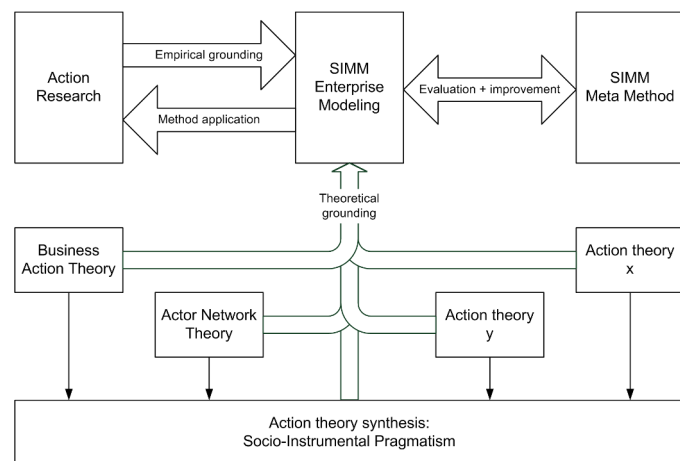 Action
Research
Empirical grounding
Method application
SIMM
Enterprise
Modeling
Evaluation + improvement
SIMM
Meta Method
Theoretical
grounding
Business
Action Theory
Action theory
x
Actor Network
Theory
Action theory
y
Action theory synthesis:
Socio-Instrumental Pragmatism